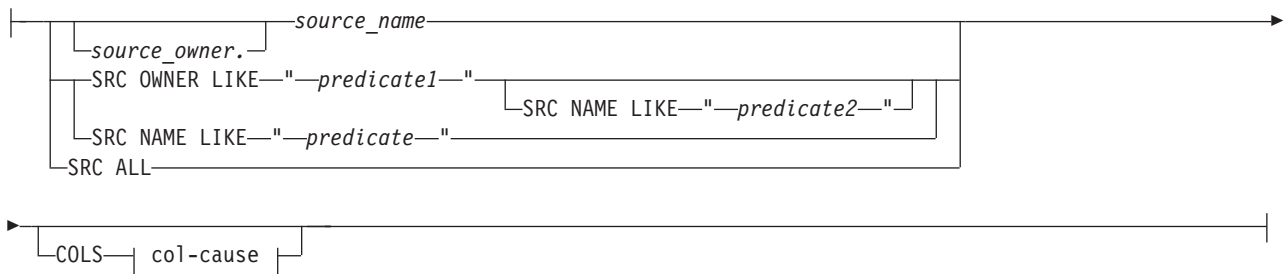 source_name
source_owner.
SRC OWNER LIKE " predicate1 "
SRC NAME LIKE " predicate2 "
SRC NAME LIKE " predicate "
SRC ALL
COLS col-cause